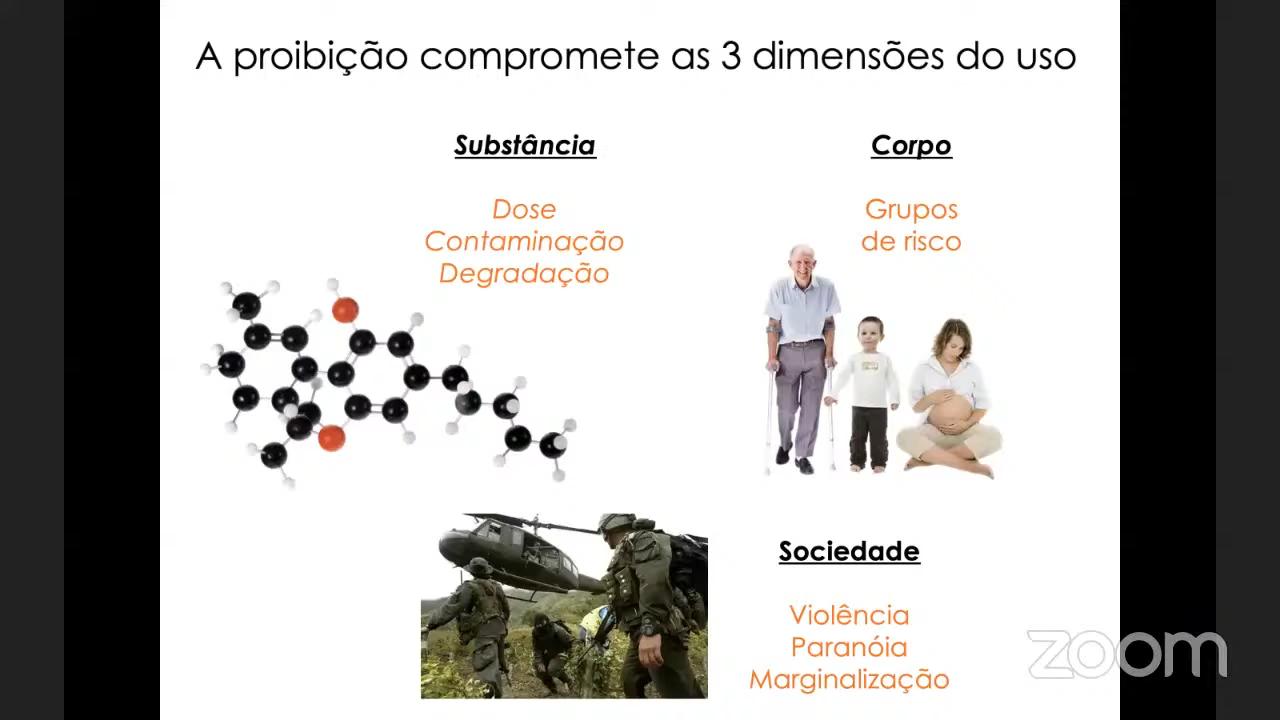 A proibição compromete as 3 dimensões do uso
Substância
Dose
Contaminação
Degradação
Corpo
Grupos
de risco
Sociedade
Violência
Paranóia
Marginalização
zoom